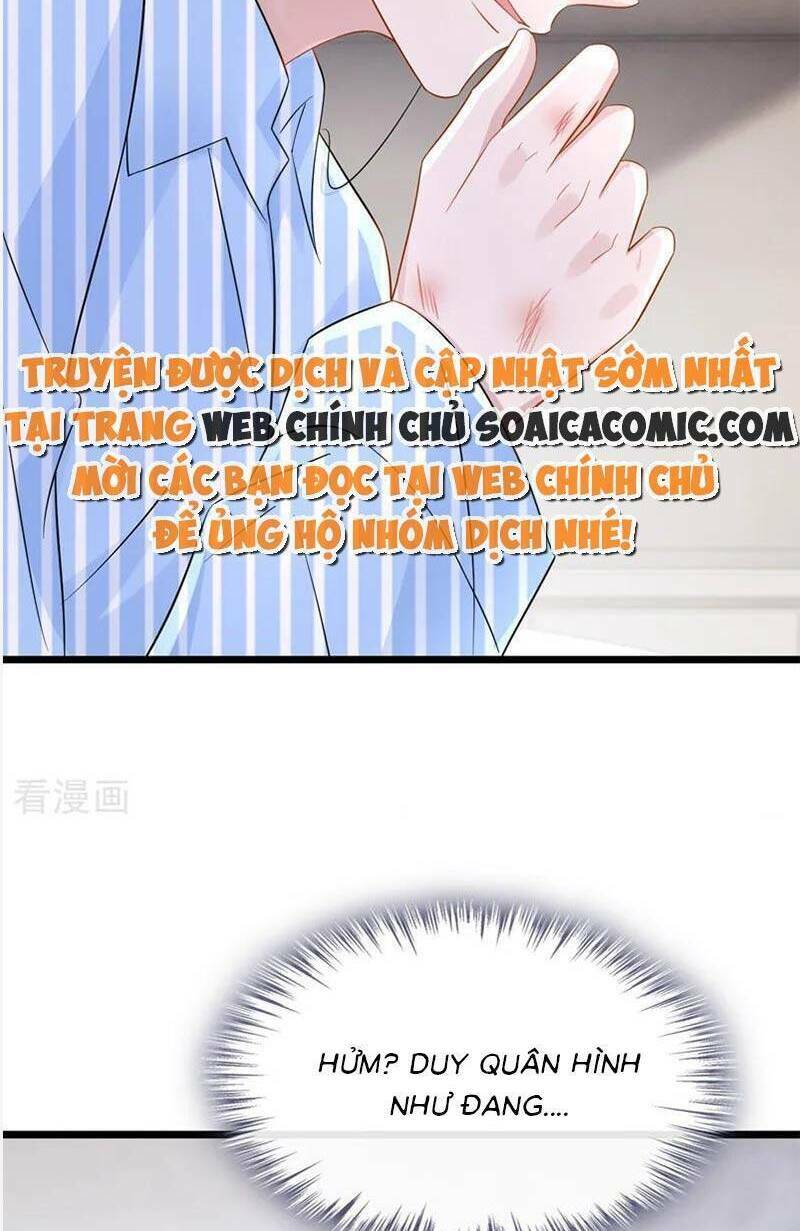 TRUYỆN ĐƯỢC DỊCH VÀ CẬP NHẬT SỚM NHẤT
TẠI TRANG WEB CHÍNH CHỦ SOAICACOMIC.COM
MỜI CÁC BẠN ĐỌC TẠI WEB CHÍNH CHỦ
ĐỂ ỦNG HỘ NHÓM DỊCH NHÉ!
看漫画
HỬM? DUY QUÂN HÌNH
NHƯ ĐANG....